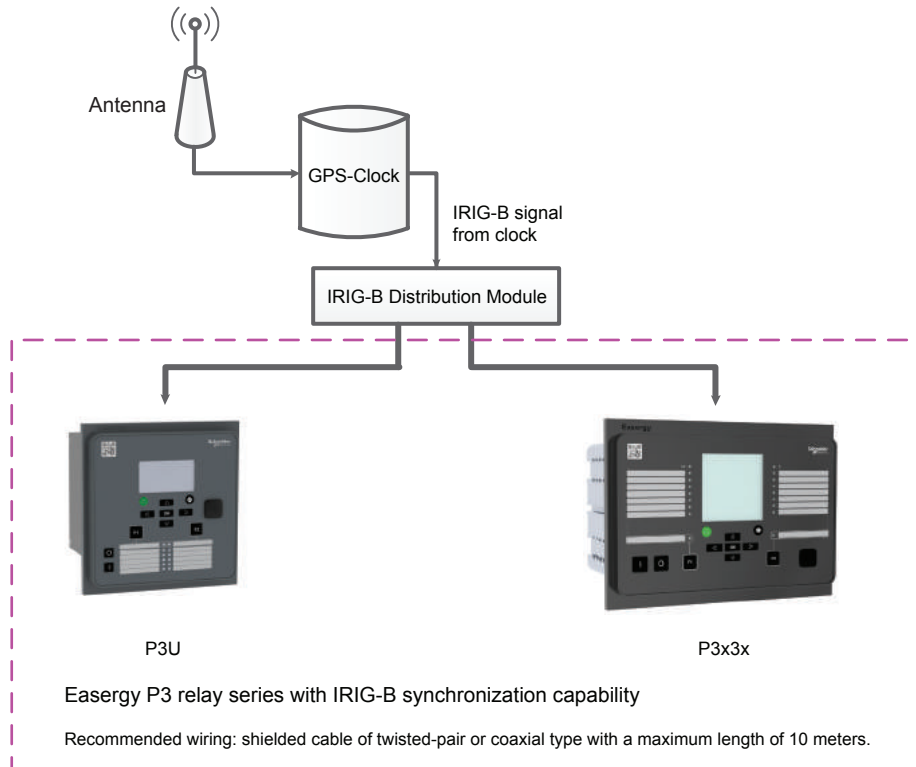 Antenna
GPS-Clock
IRIG-B signal
from clock
IRIG-B Distribution Module
Easergy
P3U
P3x3x
Easergy P3 relay series with IRIG-B synchronization capability
Recommended wiring: shielded cable of twisted-pair or coaxial type with a maximum length of 10 meters.